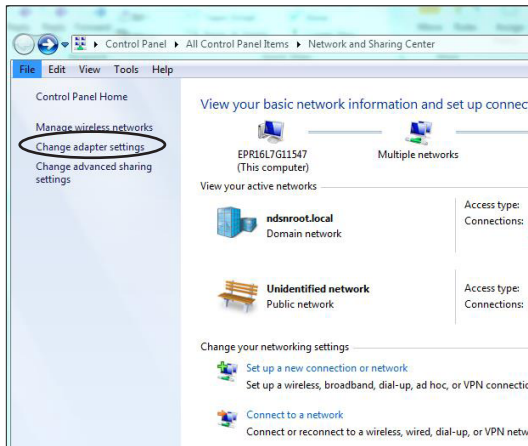 Control Panel ▸ All Control Panel Items ▸ Network and Sharing Center
File Edit View Tools Help
Control Panel Home
Manage wireless networks
Change adapter settings
Change advanced sharing
settings
View your basic network information and set up connec
EPR16L7G11547
(This computer)
Multiple networks
View your active networks
ndsnroot.local
Domain network
Access type:
Connections:
Unidentified network
Public network
Access type:
Connections:
Change your networking settings
Set up a new connection or network
Set up a wireless, broadband, dial-up, ad hoc, or VPN connectio
Connect to a network
Connect or reconnect to a wireless, wired, dial-up, or VPN netw